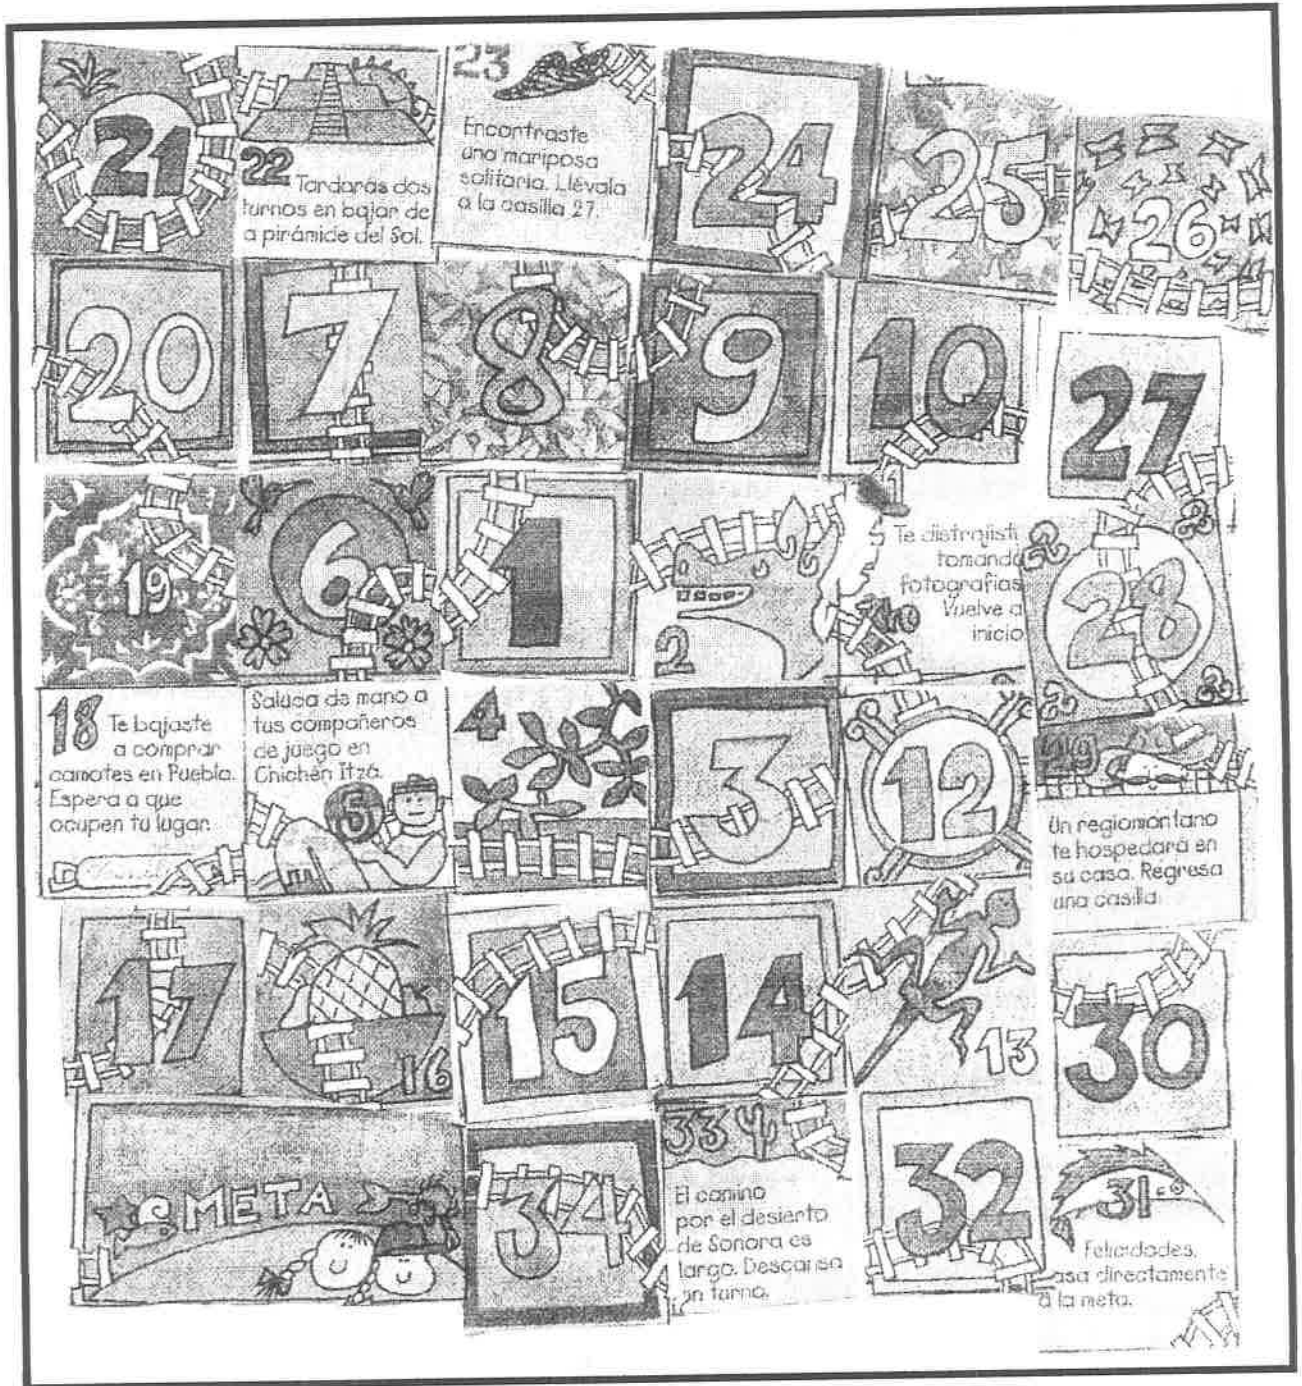 21
22 Tardarás dos
turnos en bajar de
a pirámide del Sol.
23
Encontraste
una mariposa
solitaria. Llévala
a la casilla 27.
24
25
26
20
7
8
9
10
27
19
6
1
2
Te distrajist
tomando
fotografías
Vuelve a
inicio
28
18 Te bajaste
a comprar
camotes en Puebla.
Espera a que
ocupen tu lugar.
Saluda de mano a
tus compañeros
de juego en
Chichén Itzá.
5
4
3
12
29
Un regiomontano
te hospedará en
su casa. Regresa
una casilla
17
16
15
14
13
30
META
34
33
El camino
por el desierto
de Sonora es
largo. Descansa
un turno.
32
31
Felicidades,
asa directamente
a la meta.